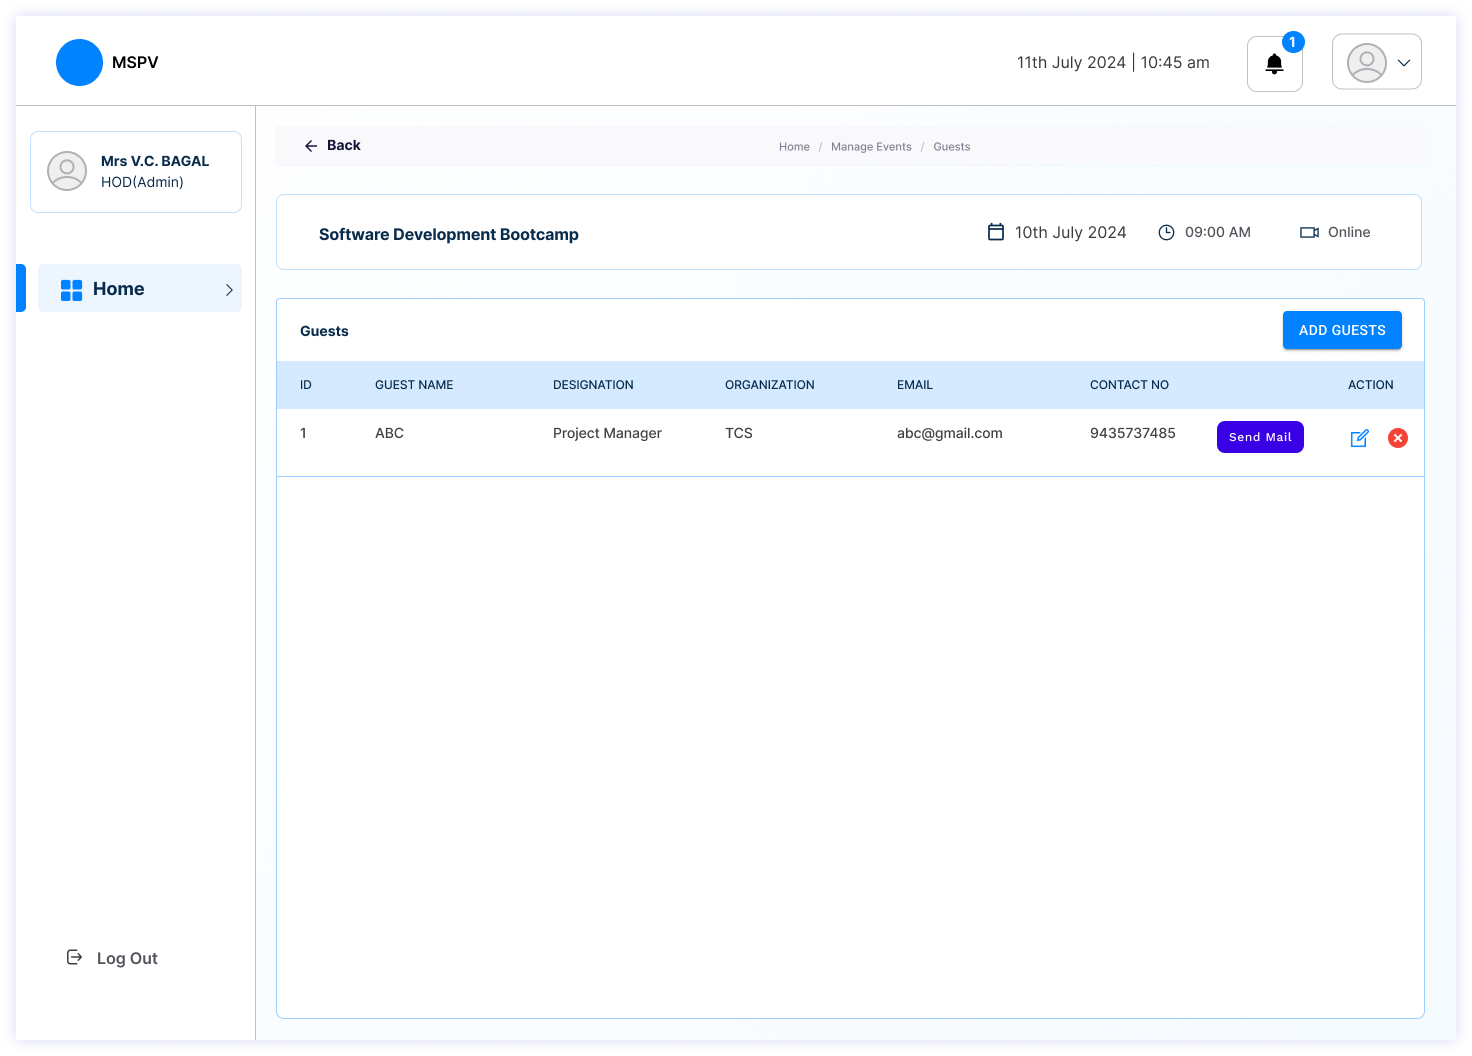 MSPV
11th July 2024 | 10:45 am
1
Mrs V.C. BAGAL
HOD(Admin)
Home
Log Out
Back
Home / Manage Events / Guests
Software Development Bootcamp
10th July 2024
09:00 AM
Online
Guests
ADD GUESTS
ID GUEST NAME DESIGNATION ORGANIZATION EMAIL CONTACT NO ACTION
1 ABC Project Manager TCS abc@gmail.com 9435737485 Send Mail